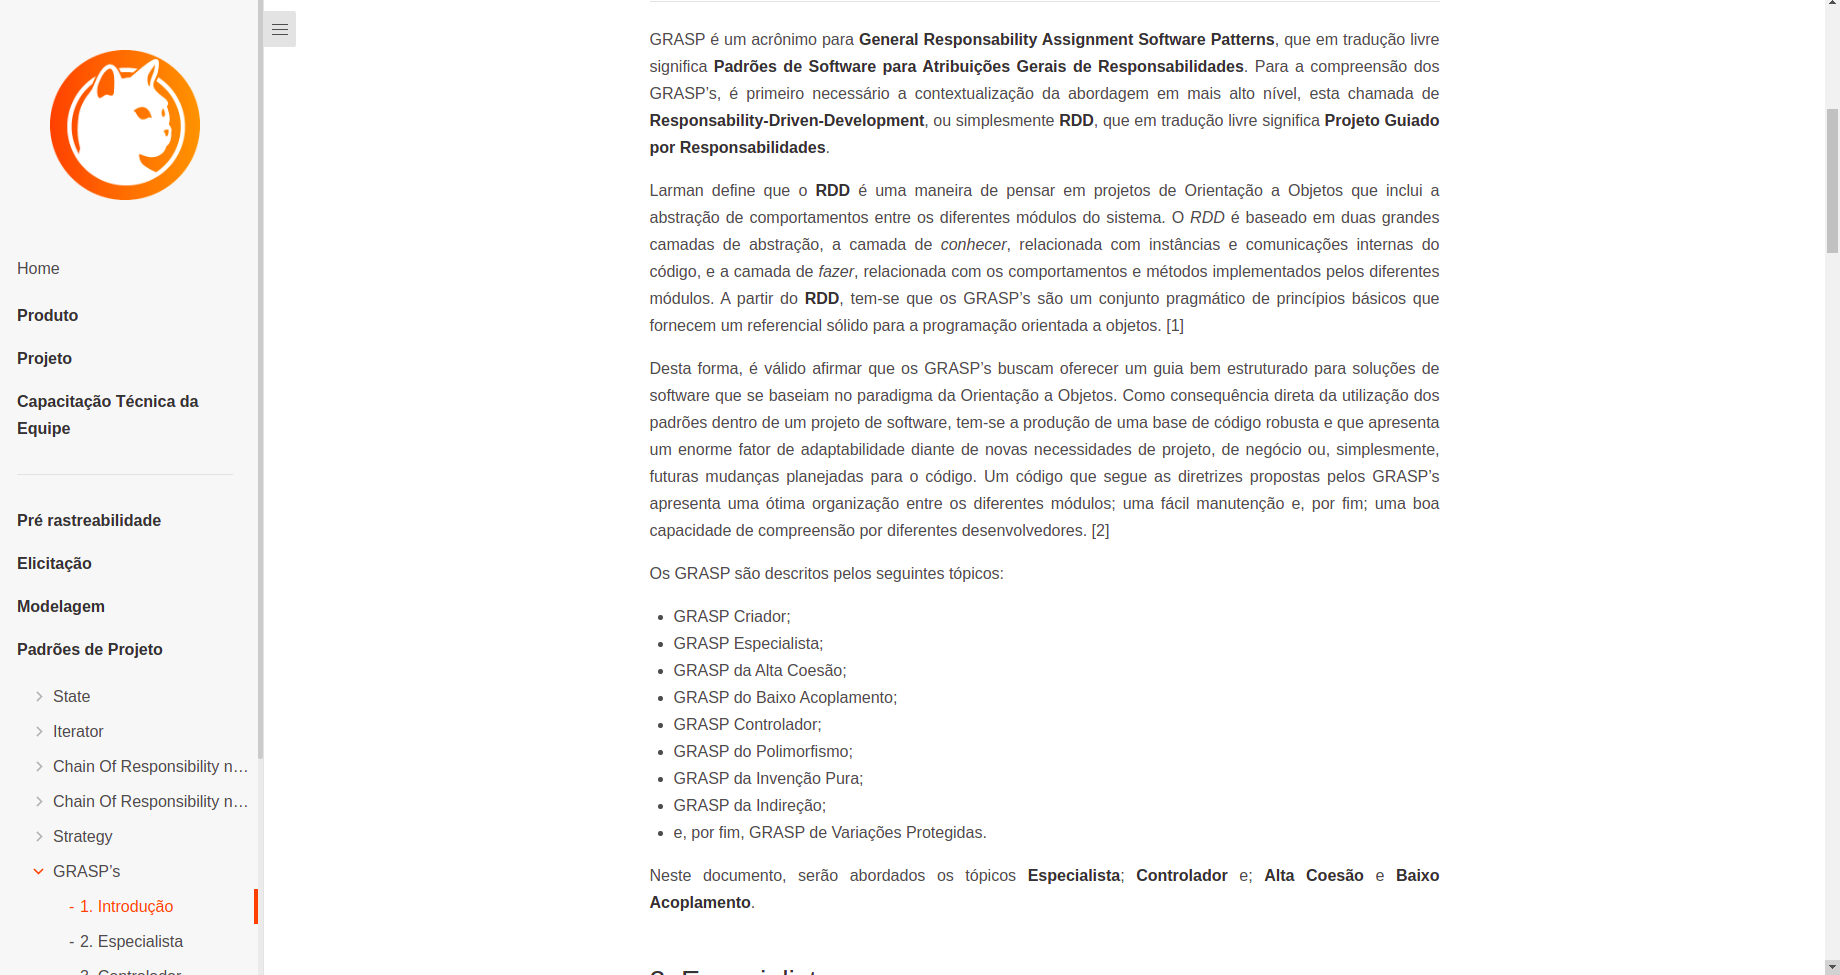 Home
Produto
Projeto
Capacitação Técnica da
Equipe
Pré rastreabilidade
Elicitação
Modelagem
Padrões de Projeto
State
Iterator
Chain Of Responsibility n…
Chain Of Responsibility n…
Strategy
GRASP’s
- 1. Introdução
- 2. Especialista
- 3. Controlador
GRASP é um acrônimo para General Responsability Assignment Software Patterns, que em tradução livre
significa Padrões de Software para Atribuições Gerais de Responsabilidades. Para a compreensão dos
GRASP’s, é primeiro necessário a contextualização da abordagem em mais alto nível, esta chamada de
Responsability-Driven-Development, ou simplesmente RDD, que em tradução livre significa Projeto Guiado
por Responsabilidades.
Larman define que o RDD é uma maneira de pensar em projetos de Orientação a Objetos que inclui a
abstração de comportamentos entre os diferentes módulos do sistema. O RDD é baseado em duas grandes
camadas de abstração, a camada de conhecer, relacionada com instâncias e comunicações internas do
código, e a camada de fazer, relacionada com os comportamentos e métodos implementados pelos diferentes
módulos. A partir do RDD, tem-se que os GRASP’s são um conjunto pragmático de princípios básicos que
fornecem um referencial sólido para a programação orientada a objetos. [1]
Desta forma, é válido afirmar que os GRASP’s buscam oferecer um guia bem estruturado para soluções de
software que se baseiam no paradigma da Orientação a Objetos. Como consequência direta da utilização dos
padrões dentro de um projeto de software, tem-se a produção de uma base de código robusta e que apresenta
um enorme fator de adaptabilidade diante de novas necessidades de projeto, de negócio ou, simplesmente,
futuras mudanças planejadas para o código. Um código que segue as diretrizes propostas pelos GRASP’s
apresenta uma ótima organização entre os diferentes módulos; uma fácil manutenção e, por fim; uma boa
capacidade de compreensão por diferentes desenvolvedores. [2]
Os GRASP são descritos pelos seguintes tópicos:
• GRASP Criador;
• GRASP Especialista;
• GRASP da Alta Coesão;
• GRASP do Baixo Acoplamento;
• GRASP Controlador;
• GRASP do Polimorfismo;
• GRASP da Invenção Pura;
• GRASP da Indireção;
• e, por fim, GRASP de Variações Protegidas.
Neste documento, serão abordados os tópicos Especialista; Controlador e; Alta Coesão e Baixo
Acoplamento.
2. Especialista